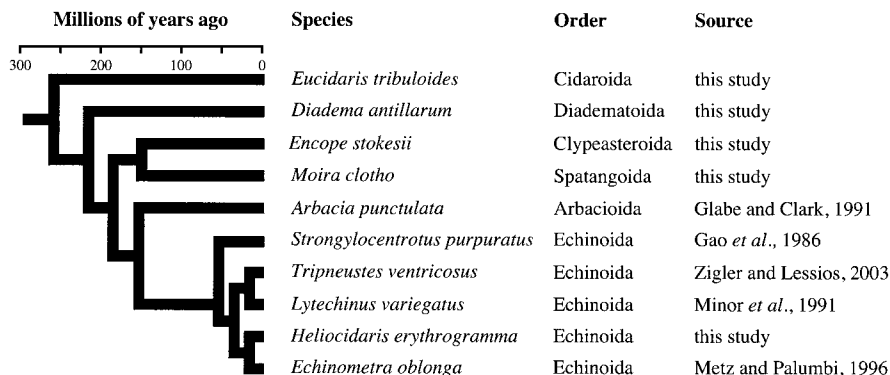 Millions of years ago Species Order Source
300 200 100 0
Eucidaris tribuloides Cidaroida this study
Diadema antillarum Diadematoida this study
Encope stokesii Clypeasteroida this study
Moira clotho Spatangoida this study
Arbacia punctulata Arbacioida Glabe and Clark, 1991
Strongylocentrotus purpuratus Echinoida Gao et al., 1986
Tripneustes ventricosus Echinoida Zigler and Lessios, 2003
Lytechinus variegatus Echinoida Minor et al., 1991
Heliocidaris erythrogramma Echinoida this study
Echinometra oblonga Echinoida Metz and Palumbi, 1996